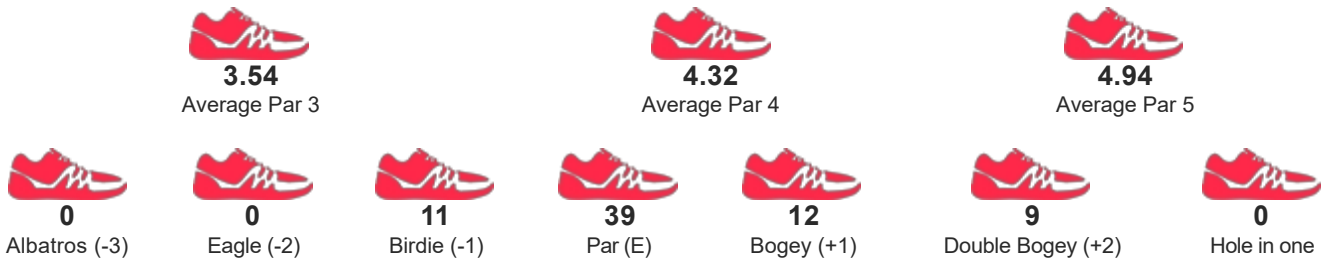 3.54 4.32 4.94
Average Par 3 Average Par 4 Average Par 5
0 0 11 39 12 9 0
Albatros (-3) Eagle (-2) Birdie (-1) Par (E) Bogey (+1) Double Bogey (+2) Hole in one